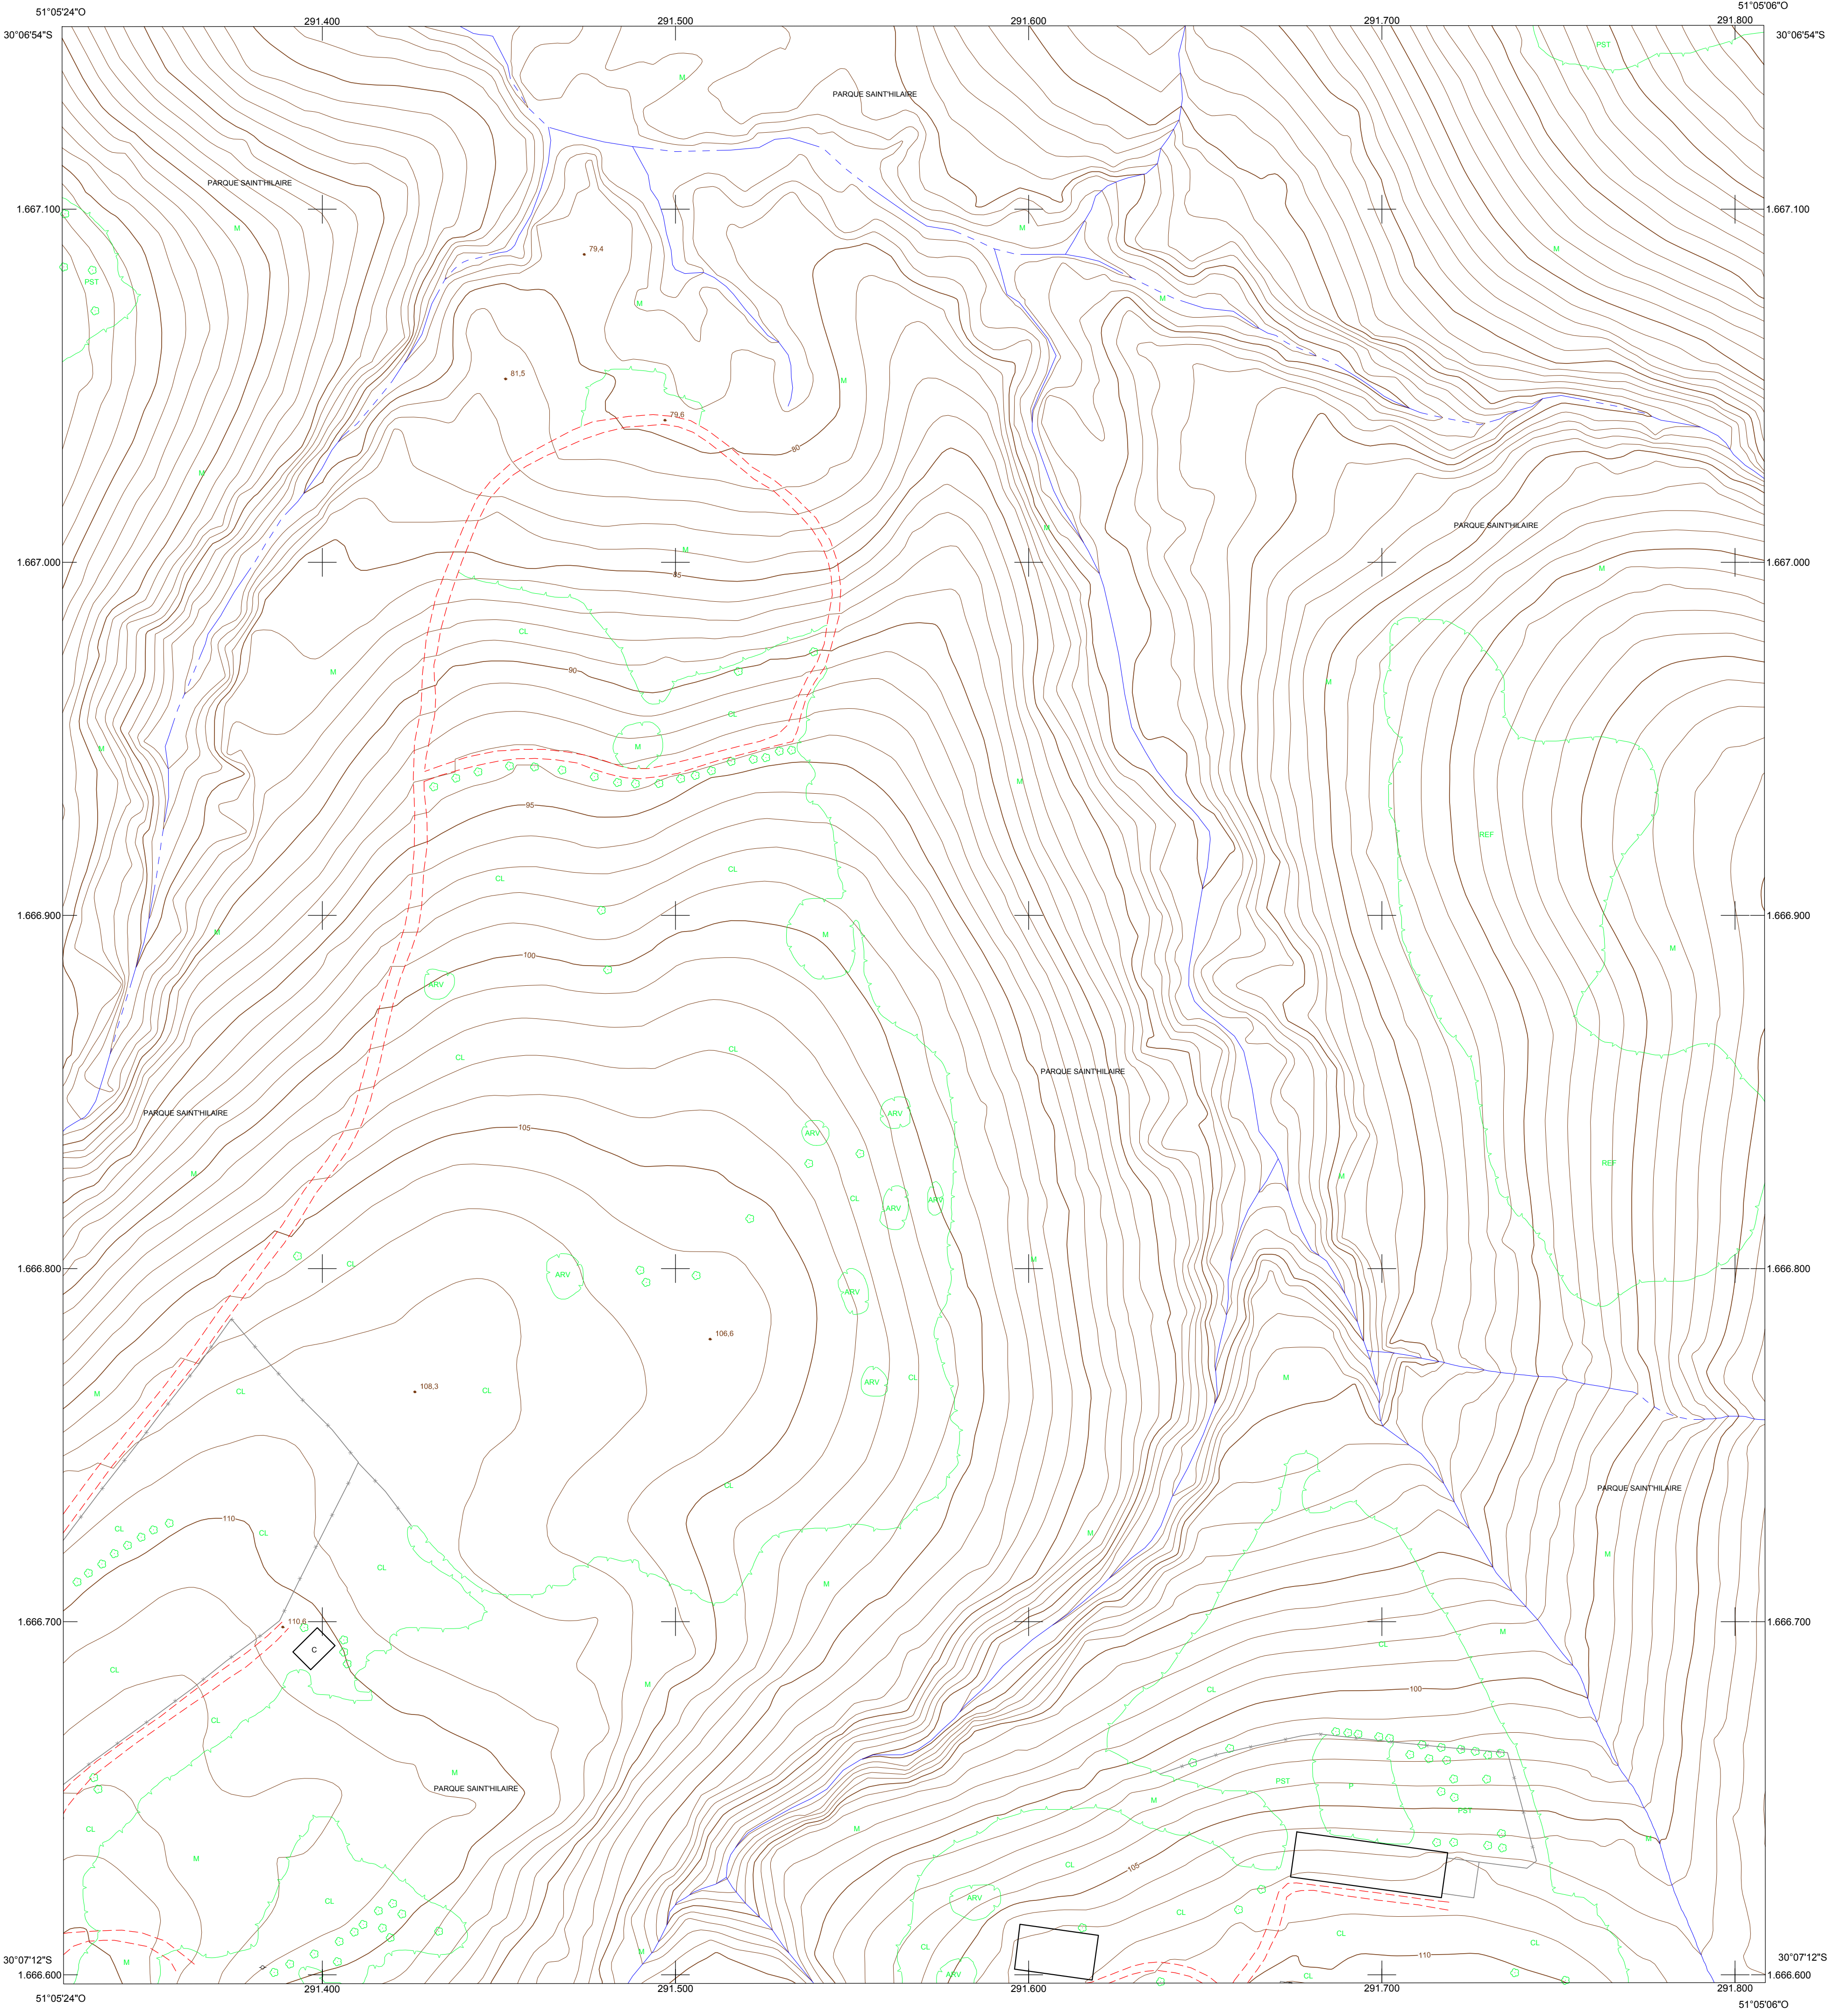 51°05'24"O
51°05'06"O
291.400
291.500
291.600
291.700
291.800
30°06'54"S
30°06'54"S
PST
M
PARQUE SAINT'HILAIRE
PARQUE SAINT'HILAIRE
1.667.100
1.667.100
M
M
M
79,4
PST
M
M
81,5
M
79,6
80
M
PARQUE SAINT'HILAIRE
M
M
1.667.000
1.667.000
85
M
CL
M
90
M
CL
M
M
M
95
REF
CL
CL
1.666.900
1.666.900
M
M
M
100
ARV
CL
CL
PARQUE SAINT'HILAIRE
PARQUE SAINT'HILAIRE
ARV
105
ARV
REF
M
M
CL
ARV
ARV
M
CL
1.666.800
1.666.800
ARV
ARV
106,6
M
CL
ARV
108,3
CL
CL
M
CL
PARQUE SAINT'HILAIRE
110
CL
CL
M
M
CL
M
1.666.700
1.666.700
110,6
M
C
CL
CL
M
CL
100
CL
M
PST
P
PARQUE SAINT'HILAIRE
M
PST
CL
M
M
M
CL
105
CL
ARV
CL
CL
CL
M
CL
110
M
30°07'12"S
30°07'12"S
1.666.600
1.666.600
ARV
CL
291.400
291.500
291.600
291.700
291.800
51°05'24"O
51°05'06"O